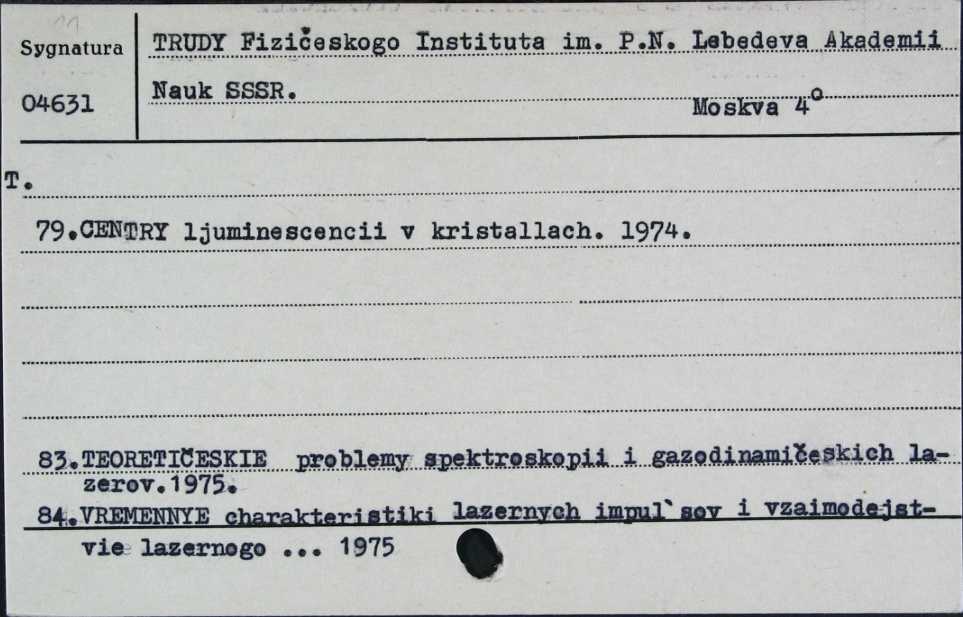 11
Sygnatura
04631
TRUDY Fizičeskogo Instituta im. P.N. Lebedeva Akademii
Nauk SSSR.
Moskva 4°
T.
79.CENTRY ljuminescencii v kristallach. 1974.
83.TEORETIČESKIE problemy spektroskopii i gazodinamičeskich la-
zerov.1975.
84.VREMENNYE charakteristiki lazernych impul`sov i vzaimodejst-
vie lazernogo ... 1975